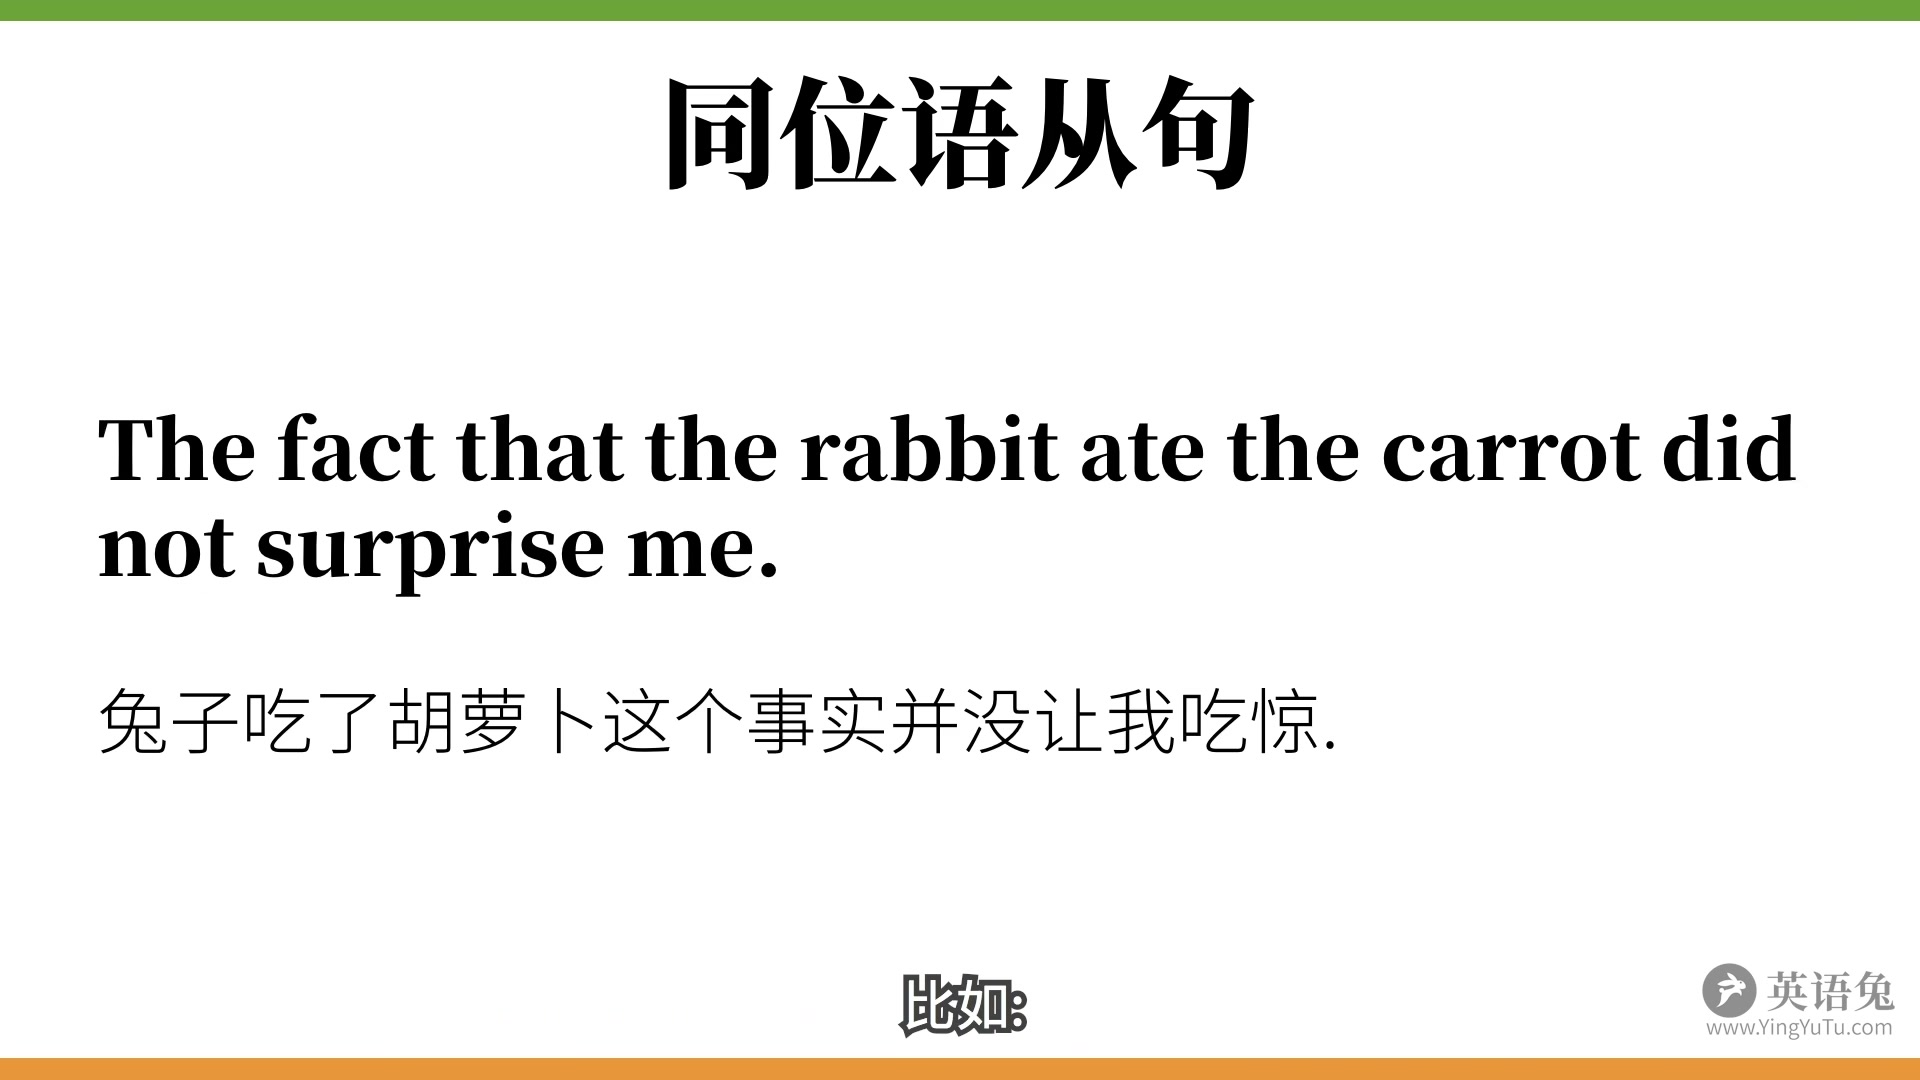 同位语从句
The fact that the rabbit ate the carrot did
not surprise me.
兔子吃了胡萝卜这个事实并没让我吃惊.
比如:
英语兔
www.YingYuTu.com